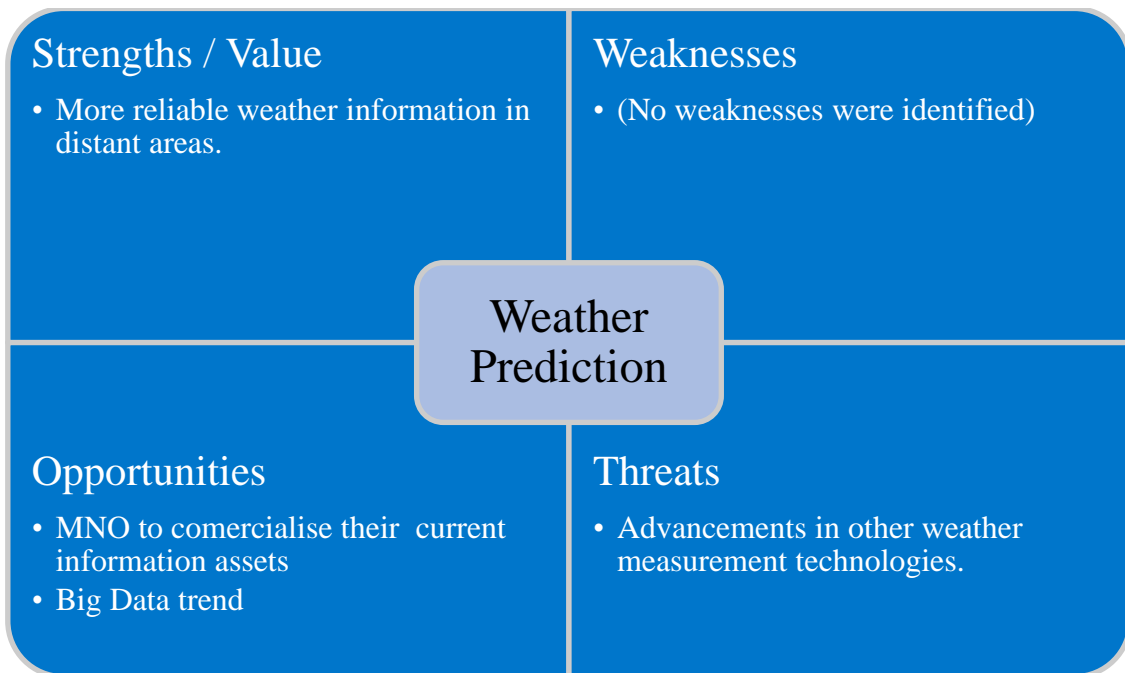 Strengths / Value
• More reliable weather information in
distant areas.
Weaknesses
• (No weaknesses were identified)
Weather
Prediction
Opportunities
• MNO to comercialise their current
information assets
• Big Data trend
Threats
• Advancements in other weather
measurement technologies.